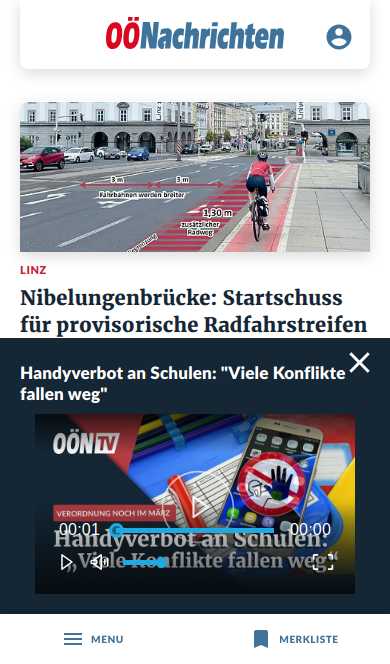 OÖNachrichten
3 m
3 m
Fahrbahnen werden breiter
1,30 m
zusätzlicher
Radweg
LINZ
Nibelungenbrücke: Startschuss
für provisorische Radfahrstreifen
Handyverbot an Schulen: "Viele Konflikte
fallen weg"
OÖN TV
VERORDNUNG NOCH IM MÄRZ
00:01
00:00
Handyverbot an Schulen:
„Viele Konflikte fallen weg“
MENU
MERKLISTE